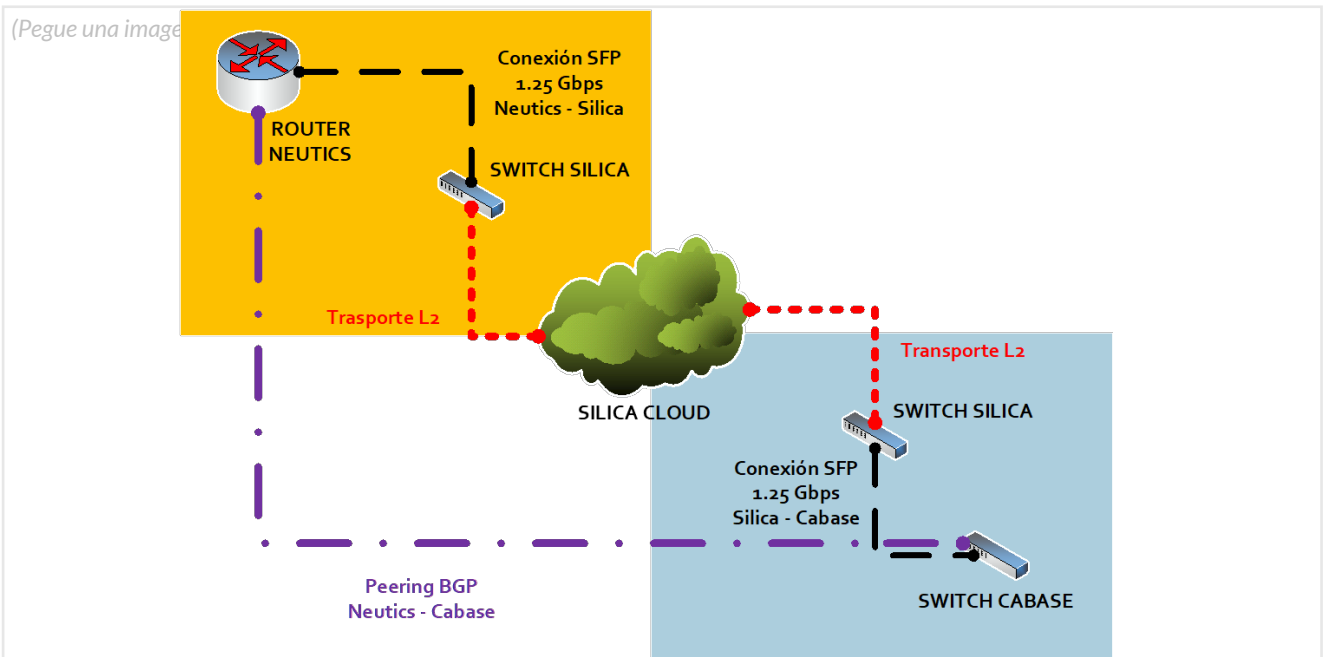 (Pegue una image
Conexión SFP
1.25 Gbps
Neutics - Silica
ROUTER
NEUTICS
SWITCH SILICA
Trasporte L2
Transporte L2
SILICA CLOUD
SWITCH SILICA
Conexión SFP
1.25 Gbps
Silica - Cabase
Peering BGP
Neutics - Cabase
SWITCH CABASE